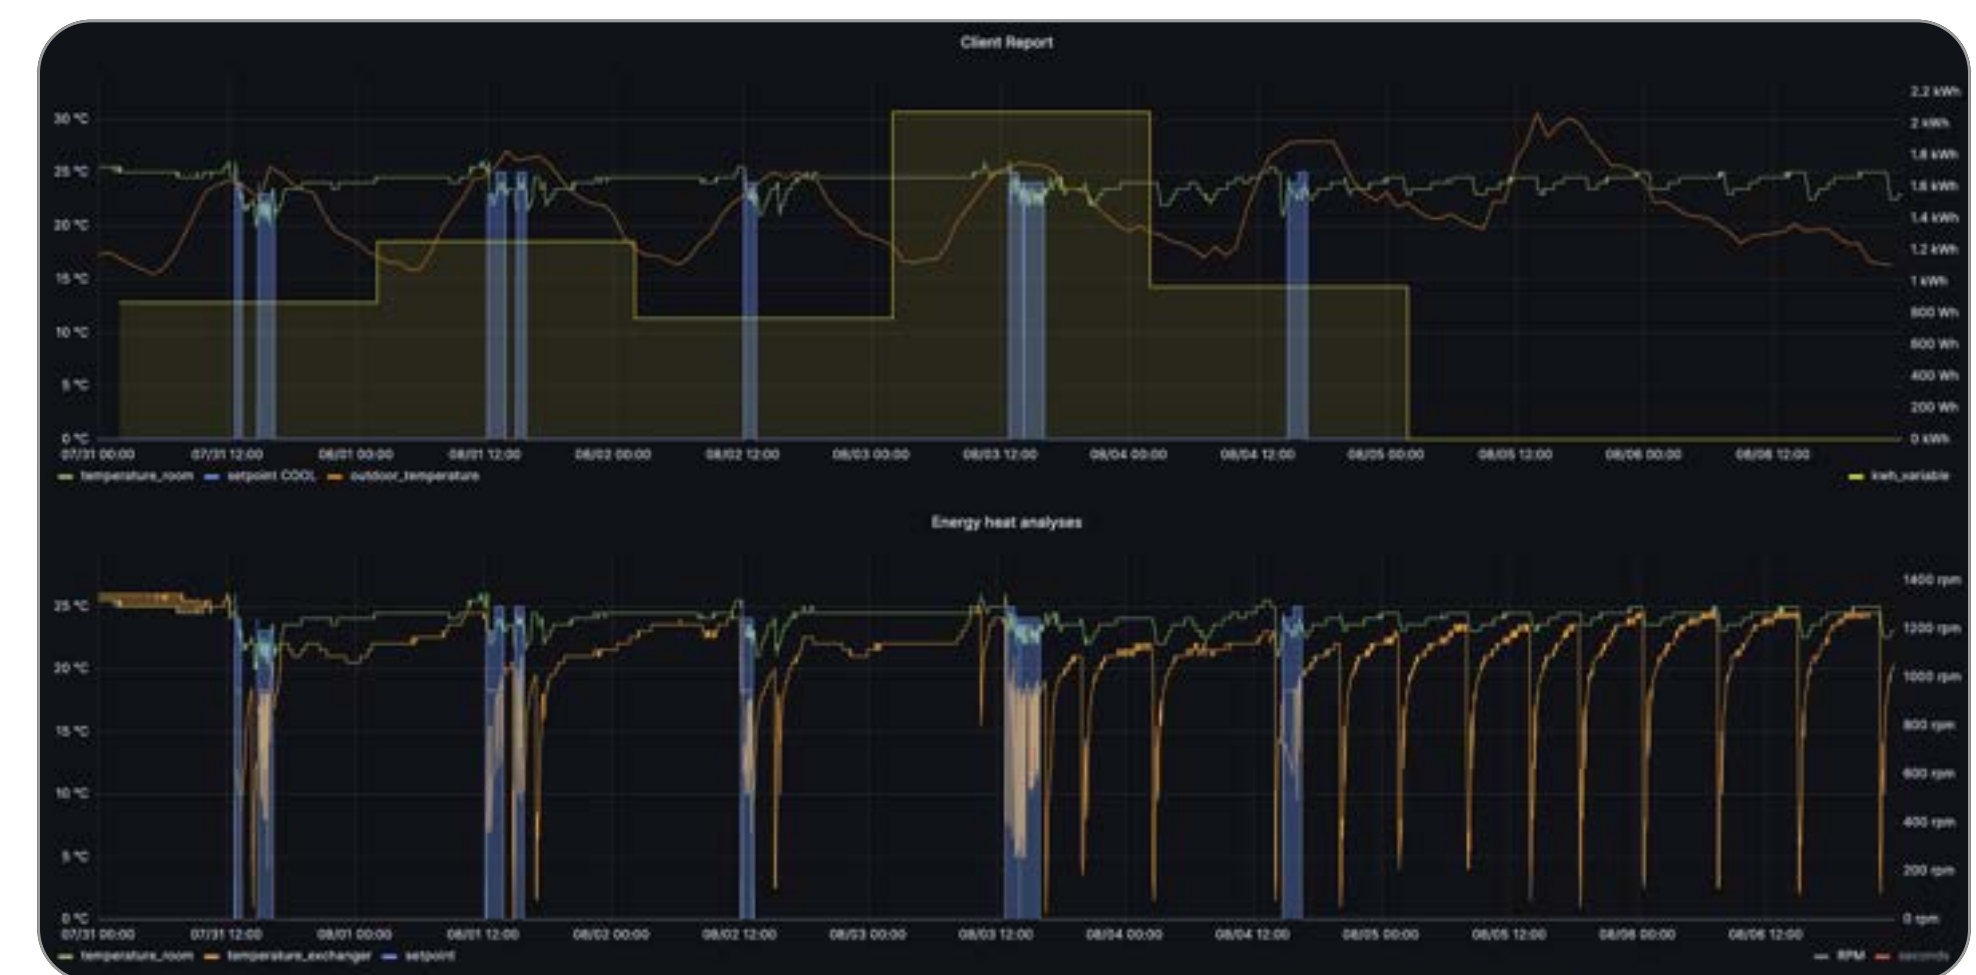 Client Report
2.2 kWh
30 °C
2 kWh
1.8 kWh
25 °C
1.6 kWh
20 °C
1.4 kWh
1.2 kWh
15 °C
1 kWh
10 °C
800 Wh
600 Wh
5 °C
400 Wh
200 Wh
0 °C
0 kWh
07/31 00:00 07/31 12:00 08/01 00:00 08/01 12:00 08/02 00:00 08/02 12:00 08/03 00:00 08/03 12:00 08/04 00:00 08/04 12:00 08/05 00:00 08/05 12:00 08/06 00:00 08/06 12:00
temperature_room setpoint COOL outdoor_temperature kwh_variable
Energy heat analyses
1400 rpm
25 °C
1200 rpm
20 °C
1000 rpm
15 °C
800 rpm
10 °C
600 rpm
400 rpm
5 °C
200 rpm
0 °C
0 rpm
07/31 00:00 07/31 12:00 08/01 00:00 08/01 12:00 08/02 00:00 08/02 12:00 08/03 00:00 08/03 12:00 08/04 00:00 08/04 12:00 08/05 00:00 08/05 12:00 08/06 00:00 08/06 12:00
temperature_room temperature_exchanger setpoint RPM seconds